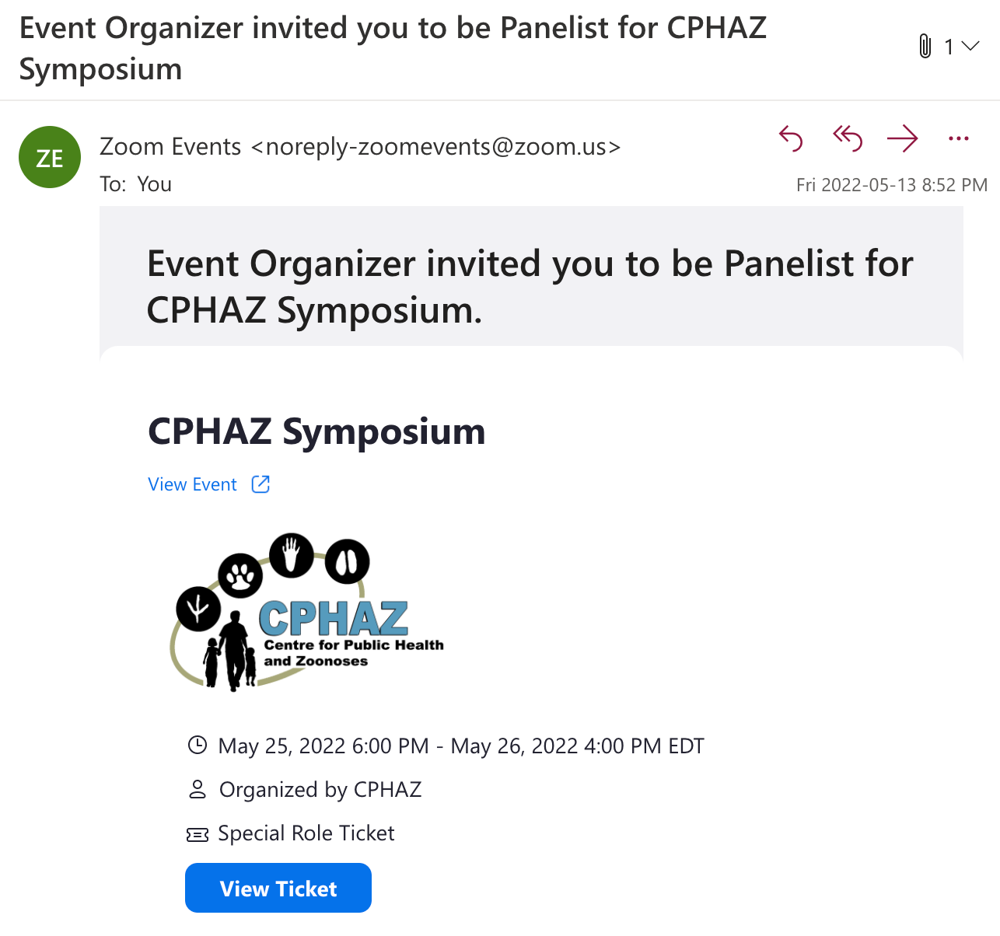 Event Organizer invited you to be Panelist for CPHAZ
Symposium
1
ZE
Zoom Events <noreply-zoomevents@zoom.us>
To: You
Fri 2022-05-13 8:52 PM
Event Organizer invited you to be Panelist for
CPHAZ Symposium.
CPHAZ Symposium
View Event
CPHAZ
Centre for Public Health
and Zoonoses
May 25, 2022 6:00 PM - May 26, 2022 4:00 PM EDT
Organized by CPHAZ
Special Role Ticket
View Ticket